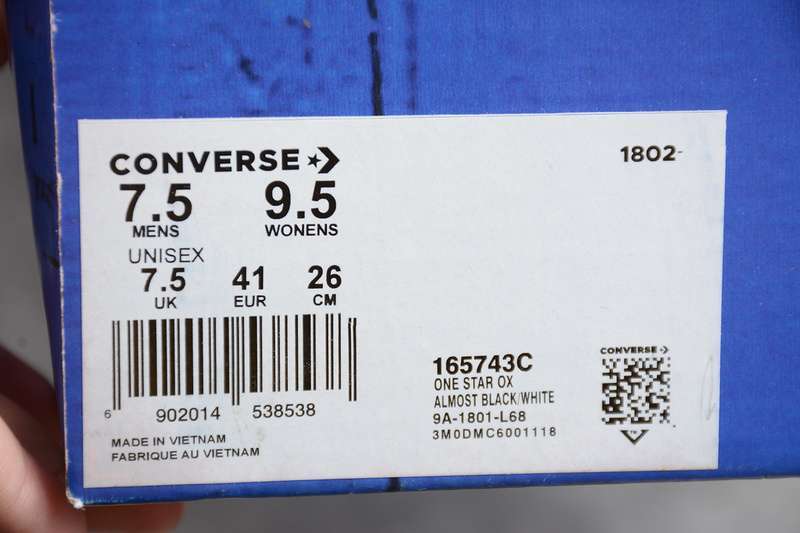 CONVERSE
1802-
7.5 9.5
MENS WONENS
UNISEX
7.5 41 26
UK EUR CM
6 902014 538538
MADE IN VIETNAM
FABRIQUE AU VIETNAM
165743C
ONE STAR OX
ALMOST BLACK/WHITE
9A-1801-L68
3M0DMC6001118
CONVERSE